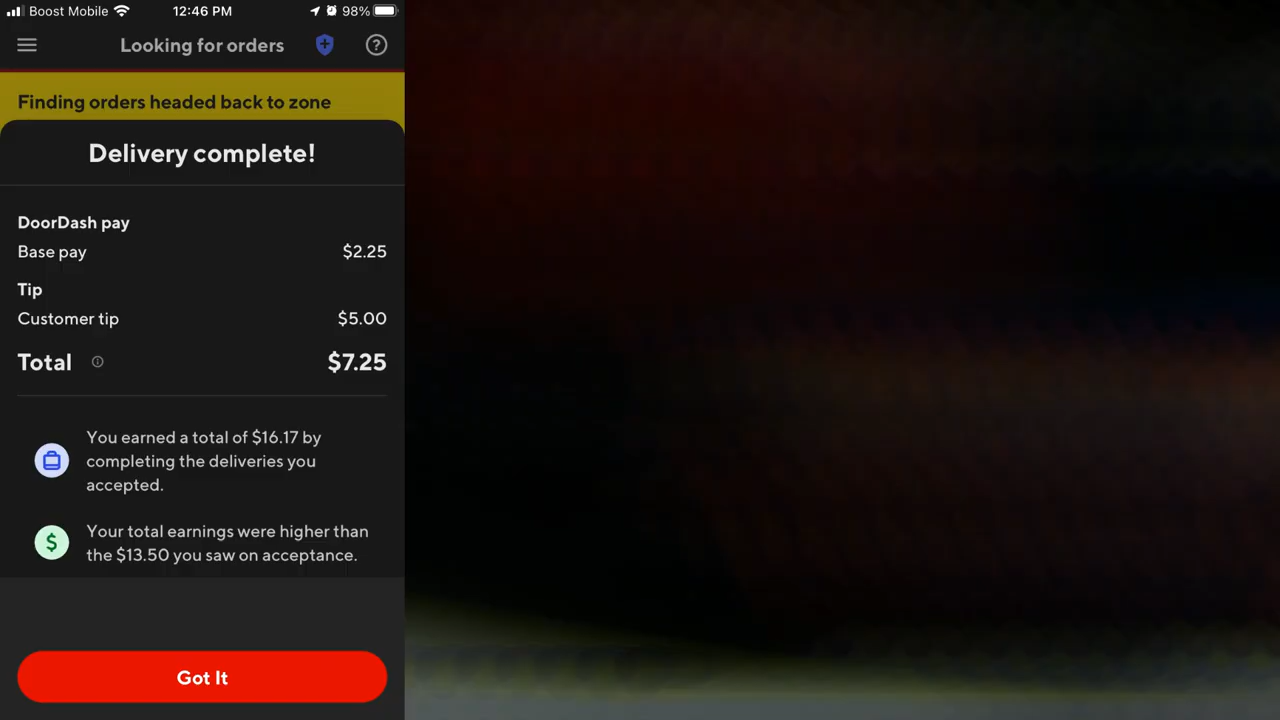 Boost Mobile 12:46 PM 98%
Looking for orders
Finding orders headed back to zone
Delivery complete!
DoorDash pay
Base pay $2.25
Tip
Customer tip $5.00
Total $7.25
You earned a total of $16.17 by
completing the deliveries you
accepted.
Your total earnings were higher than
the $13.50 you saw on acceptance.
Got It